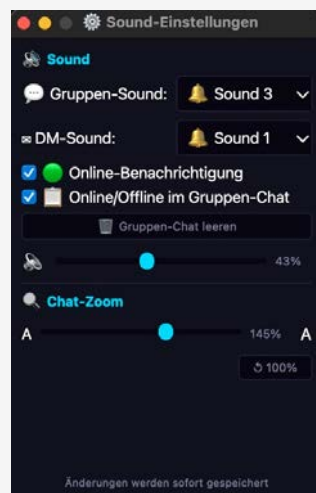 Sound-Einstellungen
Sound
Gruppen-Sound: Sound 3
DM-Sound: Sound 1
Online-Benachrichtigung
Online/Offline im Gruppen-Chat
Gruppen-Chat leeren
43%
Chat-Zoom
A 145% A
↺ 100%
Änderungen werden sofort gespeichert